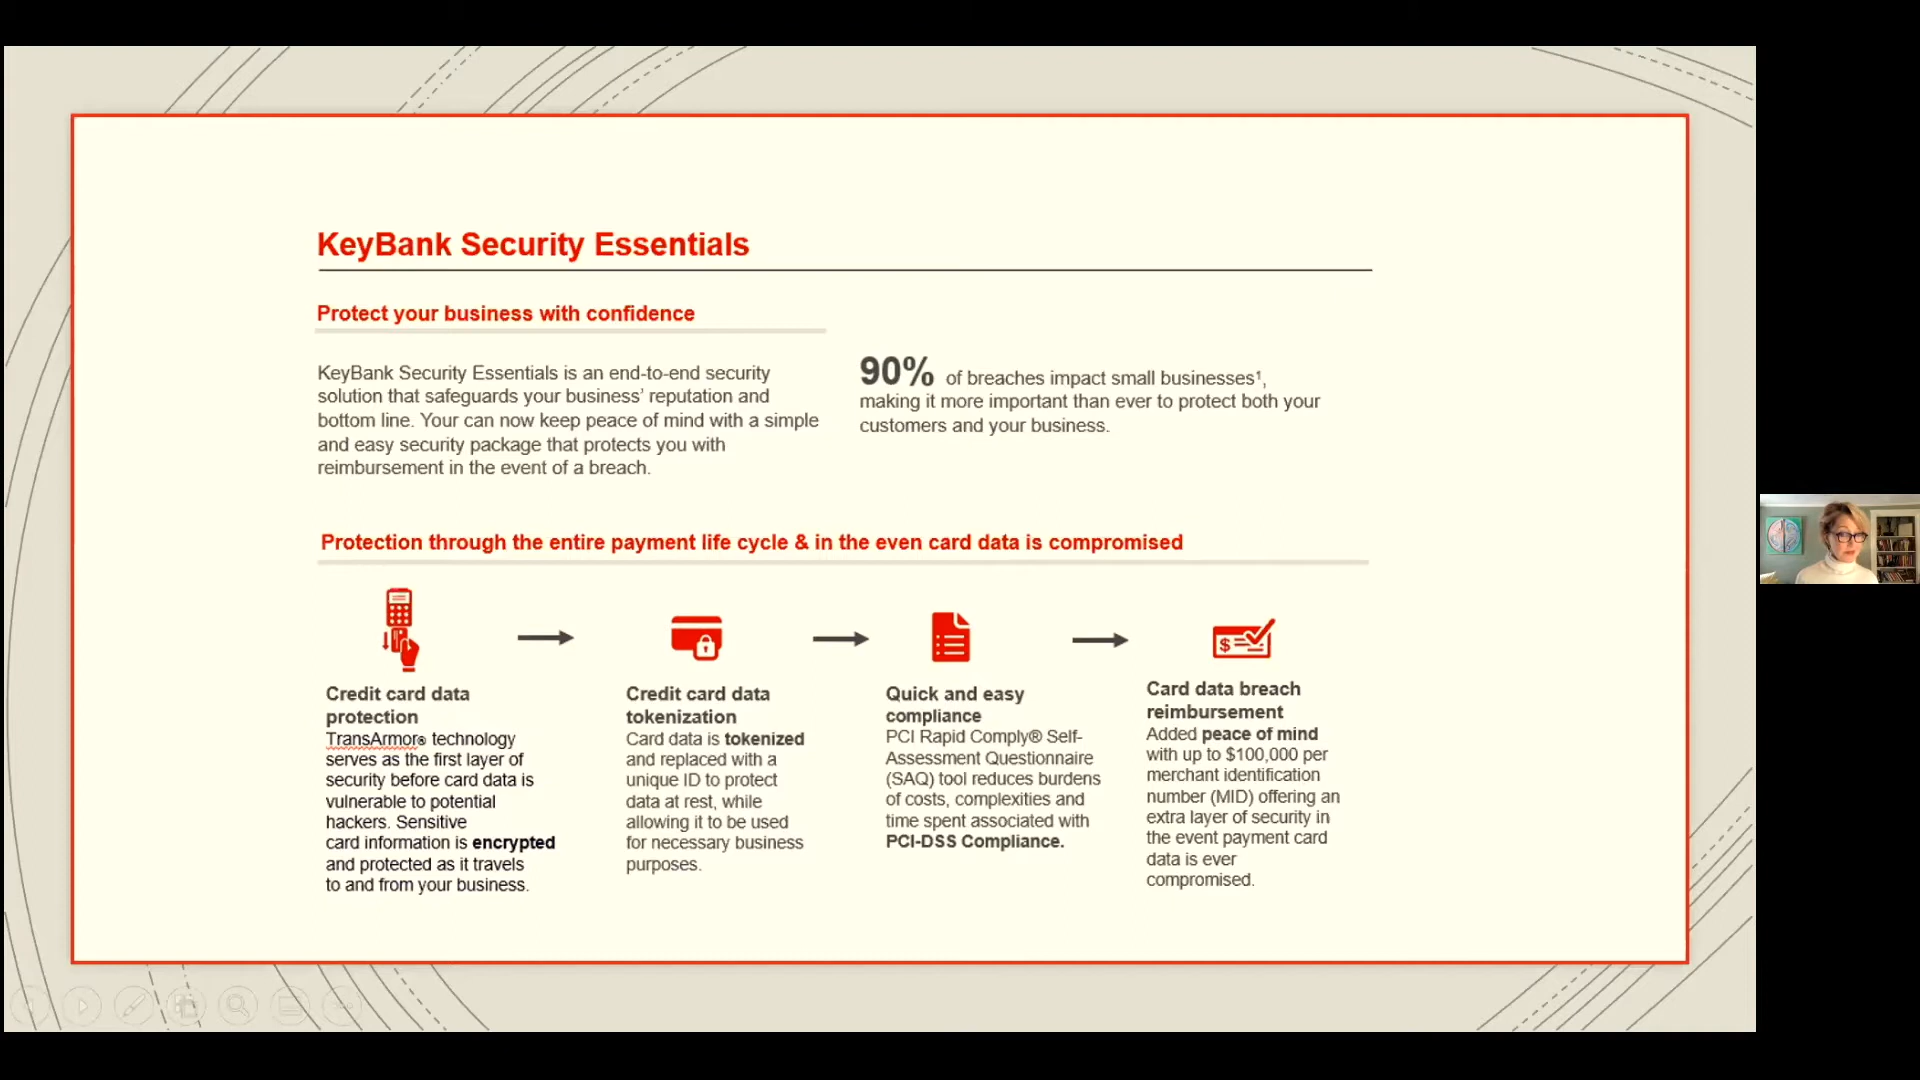 KeyBank Security Essentials
Protect your business with confidence
KeyBank Security Essentials is an end-to-end security
solution that safeguards your business’ reputation and
bottom line. Your can now keep peace of mind with a simple
and easy security package that protects you with
reimbursement in the event of a breach.
90% of breaches impact small businesses¹,
making it more important than ever to protect both your
customers and your business.
Protection through the entire payment life cycle & in the even card data is compromised
Credit card data
protection
TransArmor® technology
serves as the first layer of
security before card data is
vulnerable to potential
hackers. Sensitive
card information is encrypted
and protected as it travels
to and from your business.
Credit card data
tokenization
Card data is tokenized
and replaced with a
unique ID to protect
data at rest, while
allowing it to be used
for necessary business
purposes.
Quick and easy
compliance
PCI Rapid Comply® Self-
Assessment Questionnaire
(SAQ) tool reduces burdens
of costs, complexities and
time spent associated with
PCI-DSS Compliance.
$
Card data breach
reimbursement
Added peace of mind
with up to $100,000 per
merchant identification
number (MID) offering an
extra layer of security in
the event payment card
data is ever
compromised.